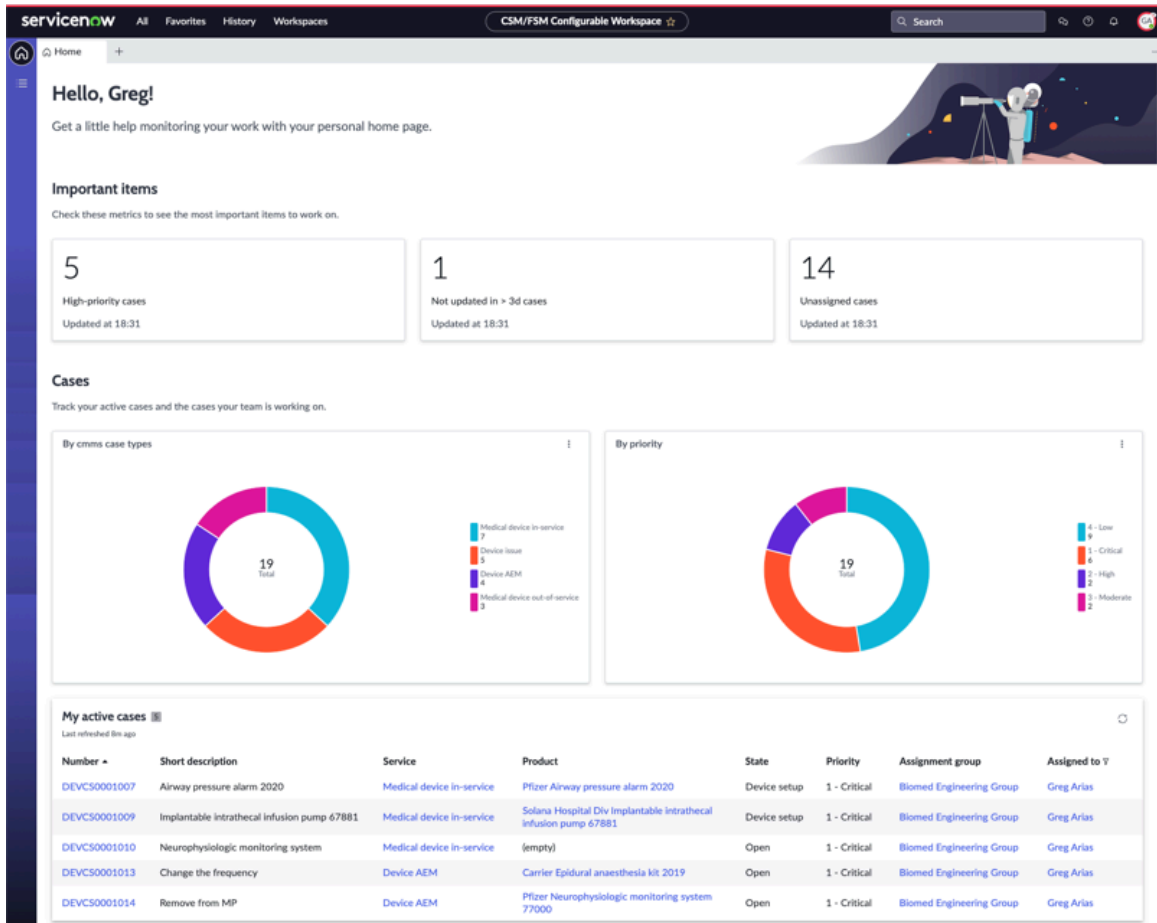 servicenow All Favorites History Workspaces CSM/FSM Configurable Workspace ☆ Search GA
Home +
Hello, Greg!
Get a little help monitoring your work with your personal home page.
Important items
Check these metrics to see the most important items to work on.
5
High-priority cases
Updated at 18:31
1
Not updated in > 3d cases
Updated at 18:31
14
Unassigned cases
Updated at 18:31
Cases
Track your active cases and the cases your team is working on.
By cmms case types
19
Total
Medical device in-service
7
Device issue
5
Device AEM
4
Medical device out-of-service
3
By priority
19
Total
4 - Low
9
1 - Critical
6
2 - High
2
3 - Moderate
2
My active cases 5
Last refreshed 8m ago
Number Short description Service Product State Priority Assignment group Assigned to
DEVCS0001007 Airway pressure alarm 2020 Medical device in-service Pfizer Airway pressure alarm 2020 Device setup 1 - Critical Biomed Engineering Group Greg Arias
DEVCS0001009 Implantable intrathecal infusion pump 67881 Medical device in-service Solana Hospital Div Implantable intrathecal
infusion pump 67881 Device setup 1 - Critical Biomed Engineering Group Greg Arias
DEVCS0001010 Neurophysiologic monitoring system Medical device in-service (empty) Open 1 - Critical Biomed Engineering Group Greg Arias
DEVCS0001013 Change the frequency Device AEM Carrier Epidural anaesthesia kit 2019 Open 1 - Critical Biomed Engineering Group Greg Arias
DEVCS0001014 Remove from MP Device AEM Pfizer Neurophysiologic monitoring system
77000 Open 1 - Critical Biomed Engineering Group Greg Arias